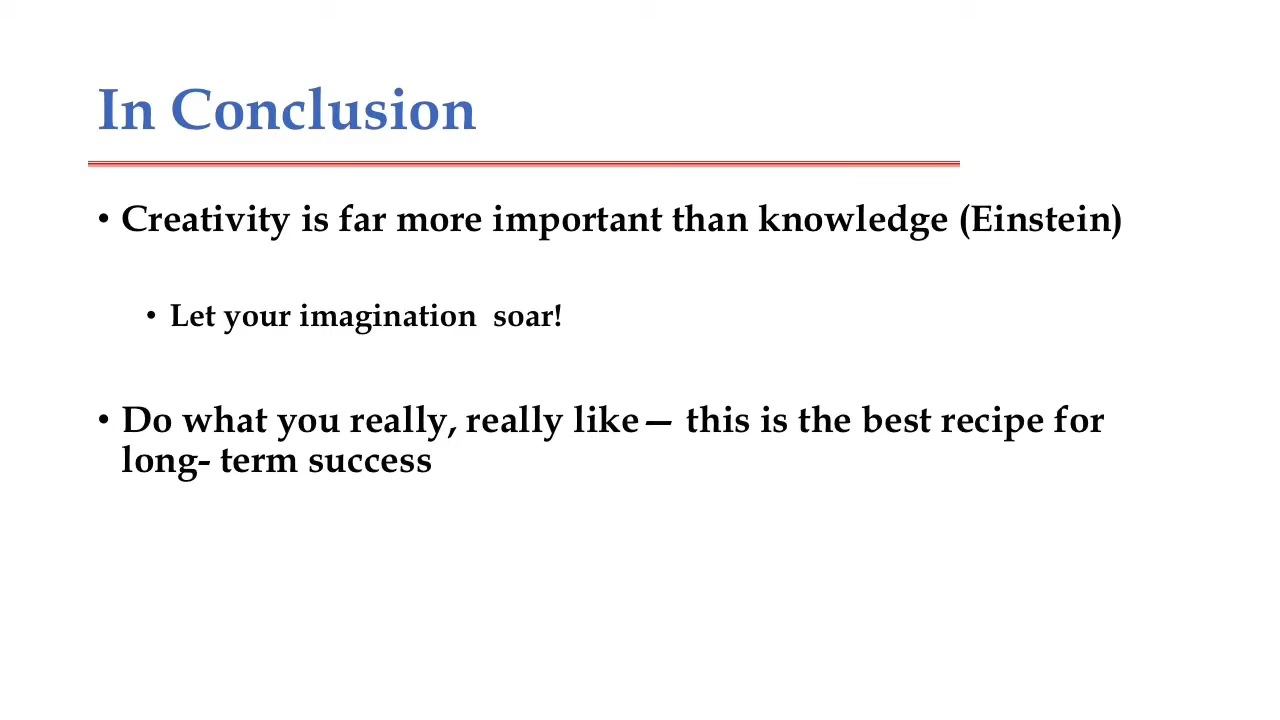 In Conclusion
• Creativity is far more important than knowledge (Einstein)
• Let your imagination  soar!
• Do what you really, really like— this is the best recipe for
long- term success